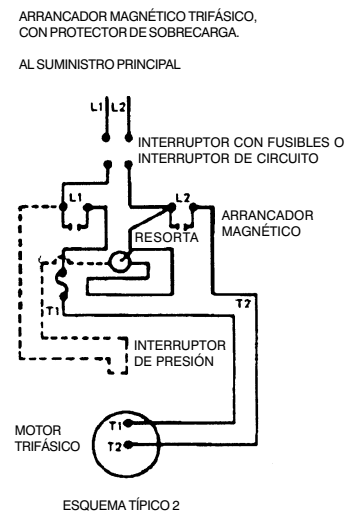 ARRANCADOR MAGNÉTICO TRIFÁSICO,
CON PROTECTOR DE SOBRECARGA.
AL SUMINISTRO PRINCIPAL
L1 L2
INTERRUPTOR CON FUSIBLES O
INTERRUPTOR DE CIRCUITO
L1
L2
ARRANCADOR
MAGNÉTICO
RESORTA
T1
T2
INTERRUPTOR
DE PRESIÓN
MOTOR
TRIFÁSICO
T1
T2
ESQUEMA TÍPICO 2